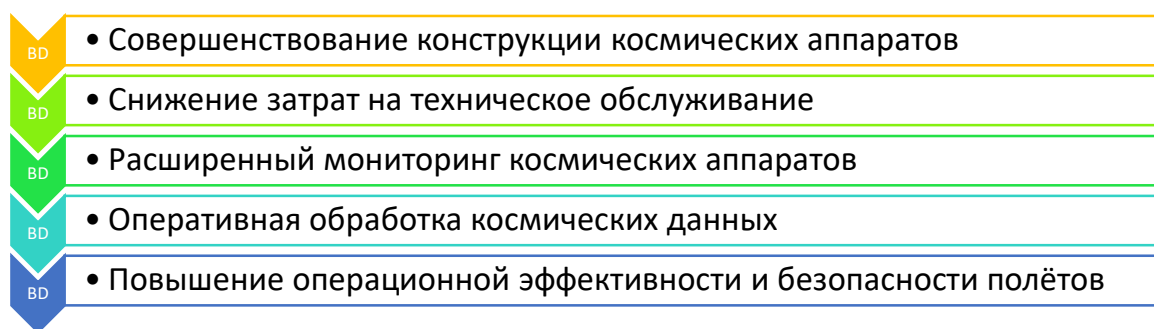 BD
• Совершенствование конструкции космических аппаратов
BD
• Снижение затрат на техническое обслуживание
BD
• Расширенный мониторинг космических аппаратов
BD
• Оперативная обработка космических данных
BD
• Повышение операционной эффективности и безопасности полётов